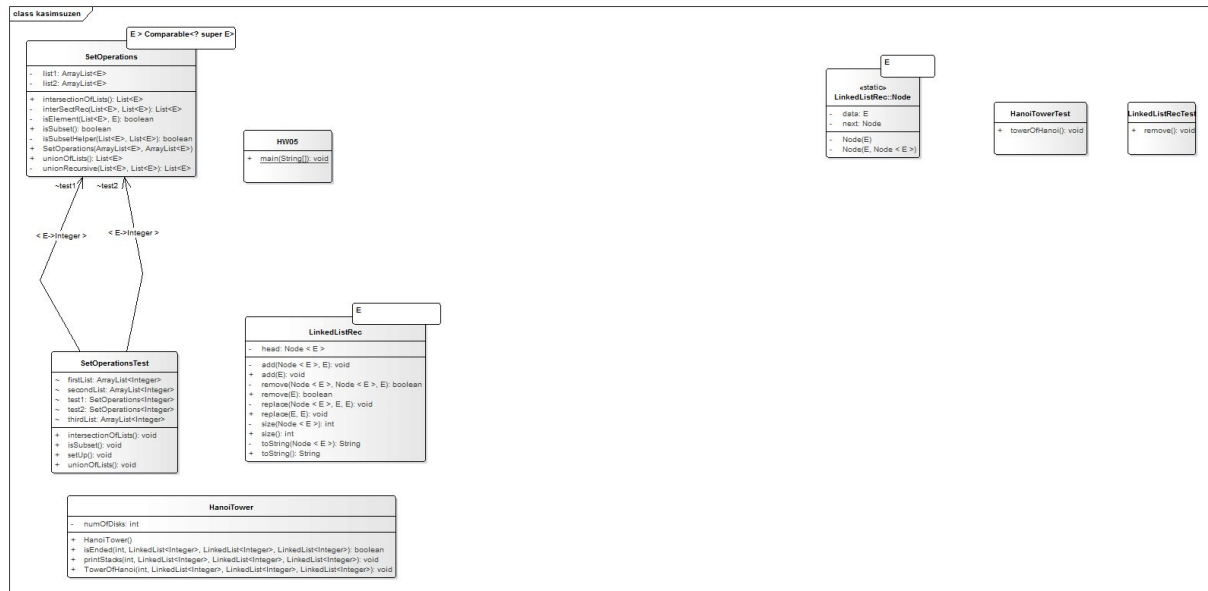 class kasimsuzen
E > Comparable<? super E>
SetOperations
- list1: ArrayList<E>
- list2: ArrayList<E>
+ intersectionOfLists(): List<E>
- interSectRec(List<E>, List<E>): List<E>
- isElement(List<E>, E): boolean
+ isSubset(): boolean
- isSubsetHelper(List<E>, List<E>): boolean
+ SetOperations(ArrayList<E>, ArrayList<E>)
+ unionOfLists(): List<E>
- unionRecursive(List<E>, List<E>): List<E>
~test1
~test2
< E->Integer >
< E->Integer >
HW05
+ main(String[]): void
E
«static»
LinkedListRec::Node
- data: E
- next: Node
- Node(E)
- Node(E, Node < E >)
HanoiTowerTest
+ towerOfHanoi(): void
LinkedListRecTest
+ remove(): void
SetOperationsTest
~ firstList: ArrayList<Integer>
~ secondList: ArrayList<Integer>
~ test1: SetOperations<Integer>
~ test2: SetOperations<Integer>
~ thirdList: ArrayList<Integer>
+ intersectionOfLists(): void
+ isSubset(): void
+ setUp(): void
+ unionOfLists(): void
E
LinkedListRec
- head: Node < E >
- add(Node < E >, E): void
+ add(E): void
- remove(Node < E >, Node < E >, E): boolean
+ remove(E): boolean
- replace(Node < E >, E, E): void
+ replace(E, E): void
- size(Node < E >): int
+ size(): int
- toString(Node < E >): String
+ toString(): String
HanoiTower
- numOfDisks: int
+ HanoiTower()
+ isEnded(int, LinkedList<Integer>, LinkedList<Integer>, LinkedList<Integer>): boolean
+ printStacks(int, LinkedList<Integer>, LinkedList<Integer>, LinkedList<Integer>): void
+ TowerOfHanoi(int, LinkedList<Integer>, LinkedList<Integer>, LinkedList<Integer>): void